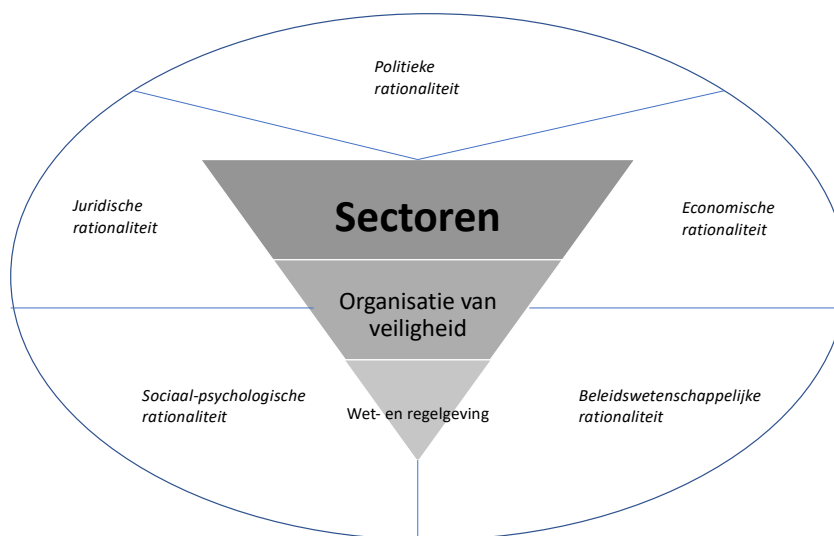 Politieke
rationaliteit
Juridische
rationaliteit
Sectoren
Economische
rationaliteit
Organisatie van
veiligheid
Sociaal-psychologische
rationaliteit
Wet- en regelgeving
Beleidswetenschappelijke
rationaliteit